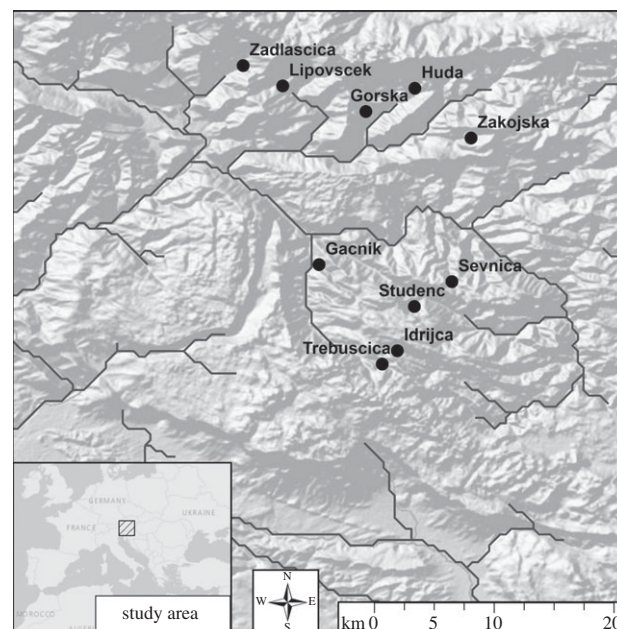 Zadlascica
Lipovscek
Huda
Gorska
Zakojska
Gacnik
Sevnica
Studenc
Idrijca
Trebuscica
GERMANY
UKRAINE
FRANCE
MOROCCO
study area
N
W E
S
km 0 5 10 20